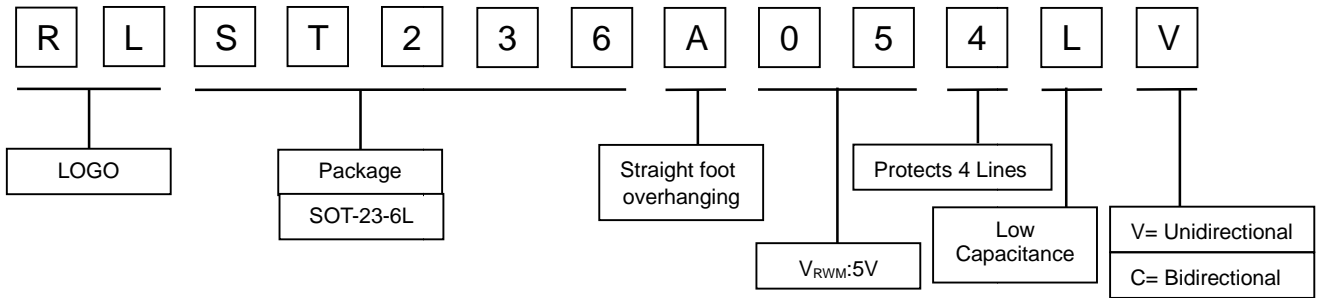 R L S T 2 3 6 A 0 5 4 L V
LOGO
Package
SOT-23-6L
Straight foot
overhanging
VRWM:5V
Protects 4 Lines
Low
Capacitance
V= Unidirectional
C= Bidirectional